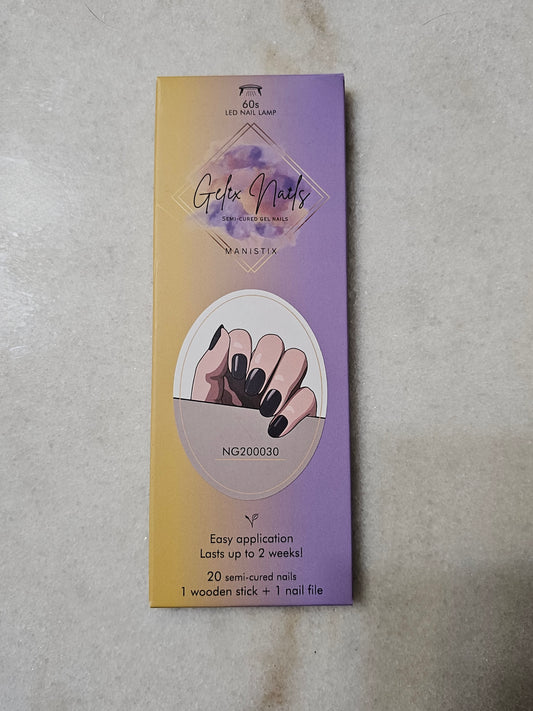 60s
LED NAIL LAMP
Gelix Nails
SEMI-CURED GEL NAILS
MANISTIX
NG200030
Easy application
Lasts up to 2 weeks!
20 semi-cured nails
1 wooden stick + 1 nail file